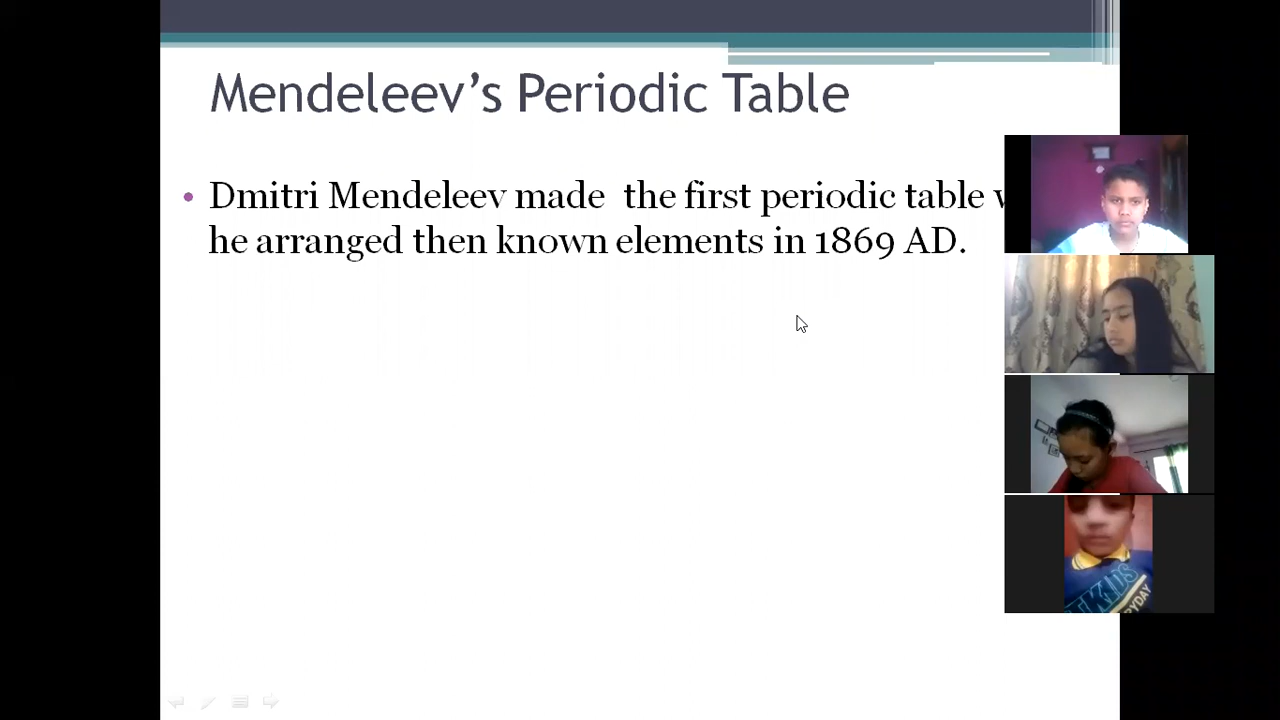 Mendeleev's Periodic Table
• Dmitri Mendeleev made  the first periodic table
he arranged then known elements in 1869 AD.